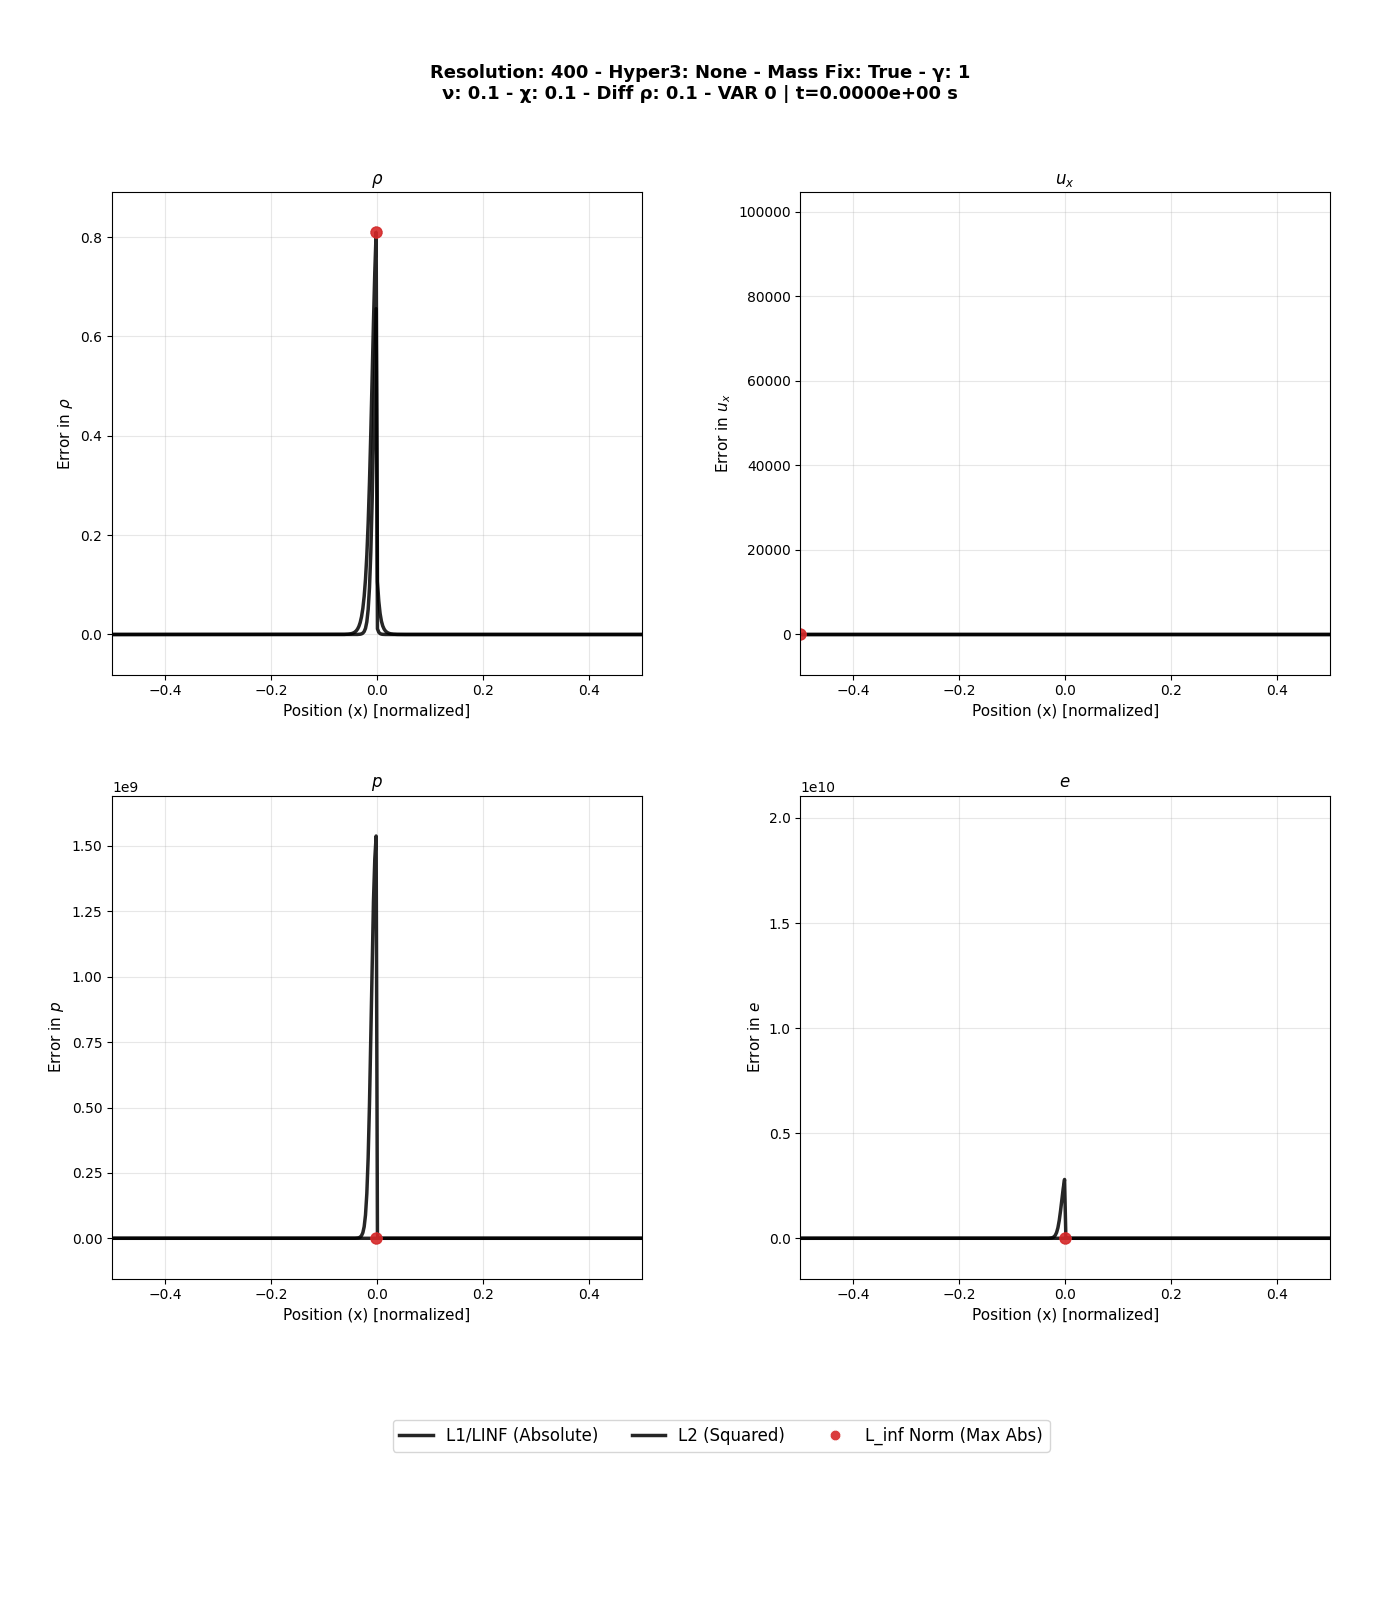 Resolution: 400 - Hyper3: None - Mass Fix: True - γ: 1
ν: 0.1 - χ: 0.1 - Diff ρ: 0.1 - VAR 0 | t=0.0000e+00 s
ρ
0.8
0.6
0.4
0.2
0.0
Error in ρ
−0.4 −0.2 0.0 0.2 0.4
Position (x) [normalized]
uₓ
100000
80000
60000
40000
20000
0
Error in uₓ
−0.4 −0.2 0.0 0.2 0.4
Position (x) [normalized]
p
1e9
1.50
1.25
1.00
0.75
0.50
0.25
0.00
Error in p
−0.4 −0.2 0.0 0.2 0.4
Position (x) [normalized]
e
1e10
2.0
1.5
1.0
0.5
0.0
Error in e
−0.4 −0.2 0.0 0.2 0.4
Position (x) [normalized]
L1/LINF (Absolute) L2 (Squared) L_inf Norm (Max Abs)